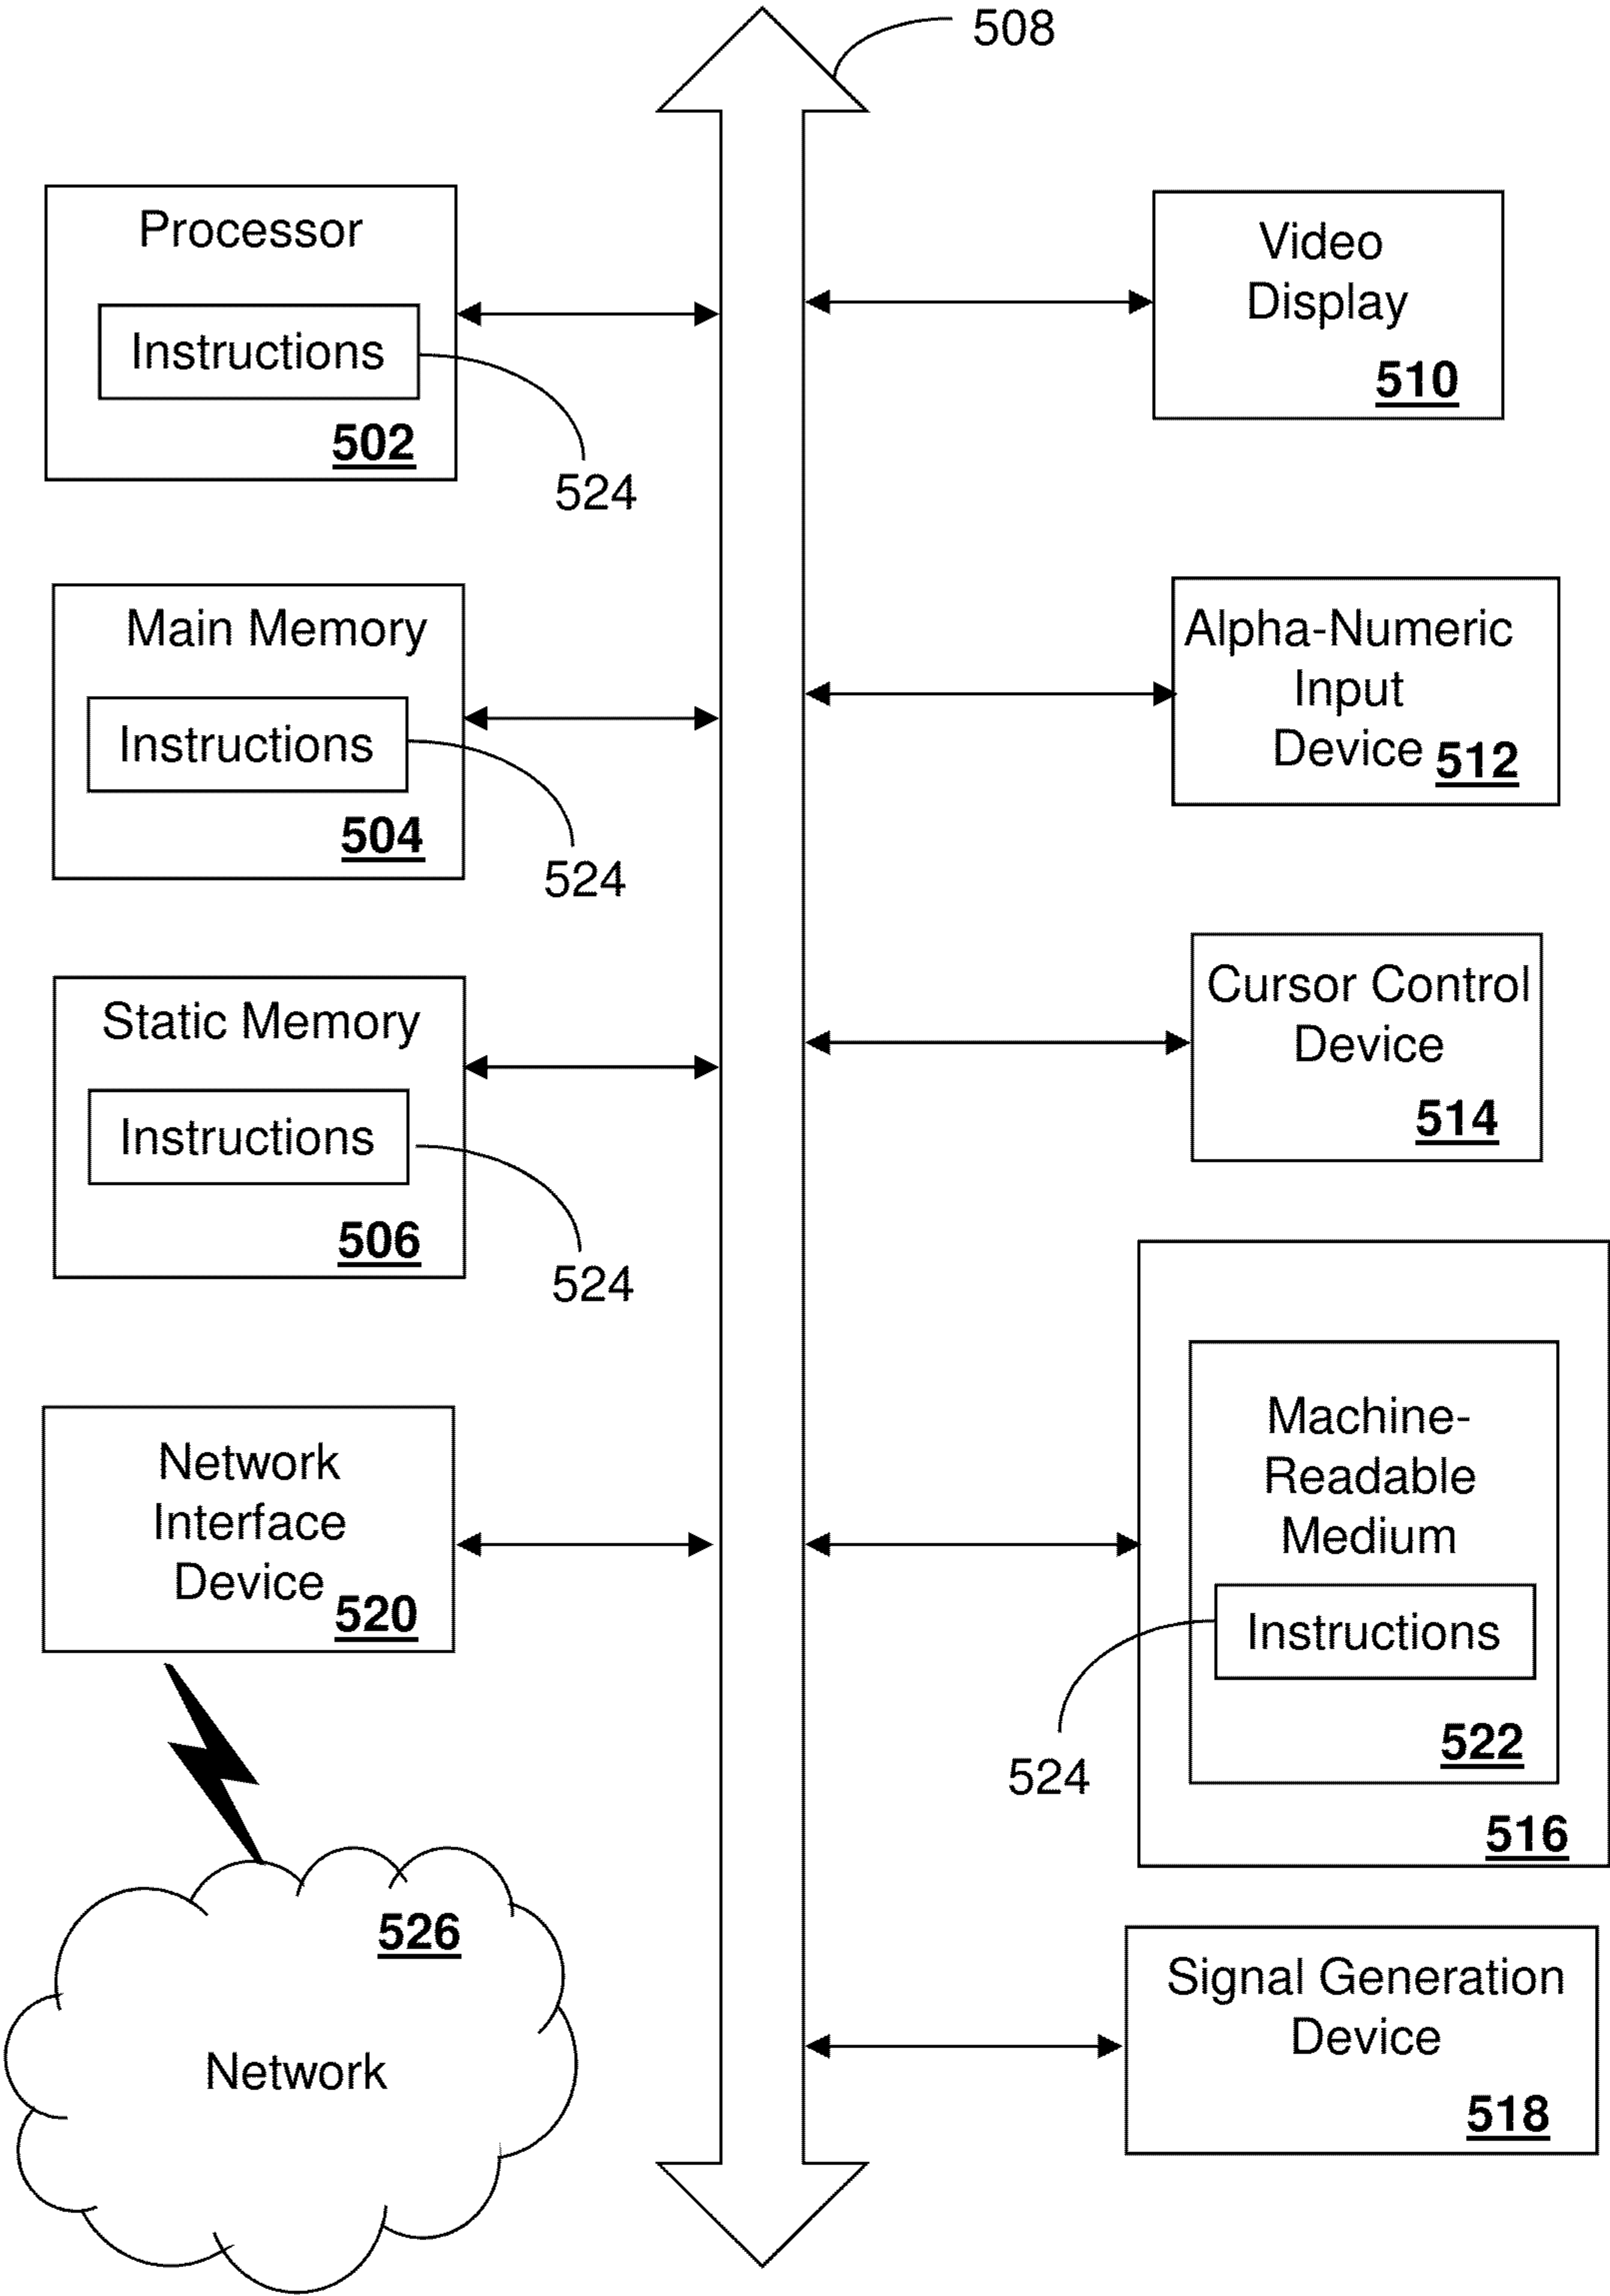 508
Processor
Instructions
502
524
Main Memory
Instructions
504
524
Static Memory
Instructions
506
524
Network
Interface
Device
520
526
Network
Video
Display
510
Alpha-Numeric
Input
Device 512
Cursor Control
Device
514
Machine-
Readable
Medium
Instructions
522
524
516
Signal Generation
Device
518